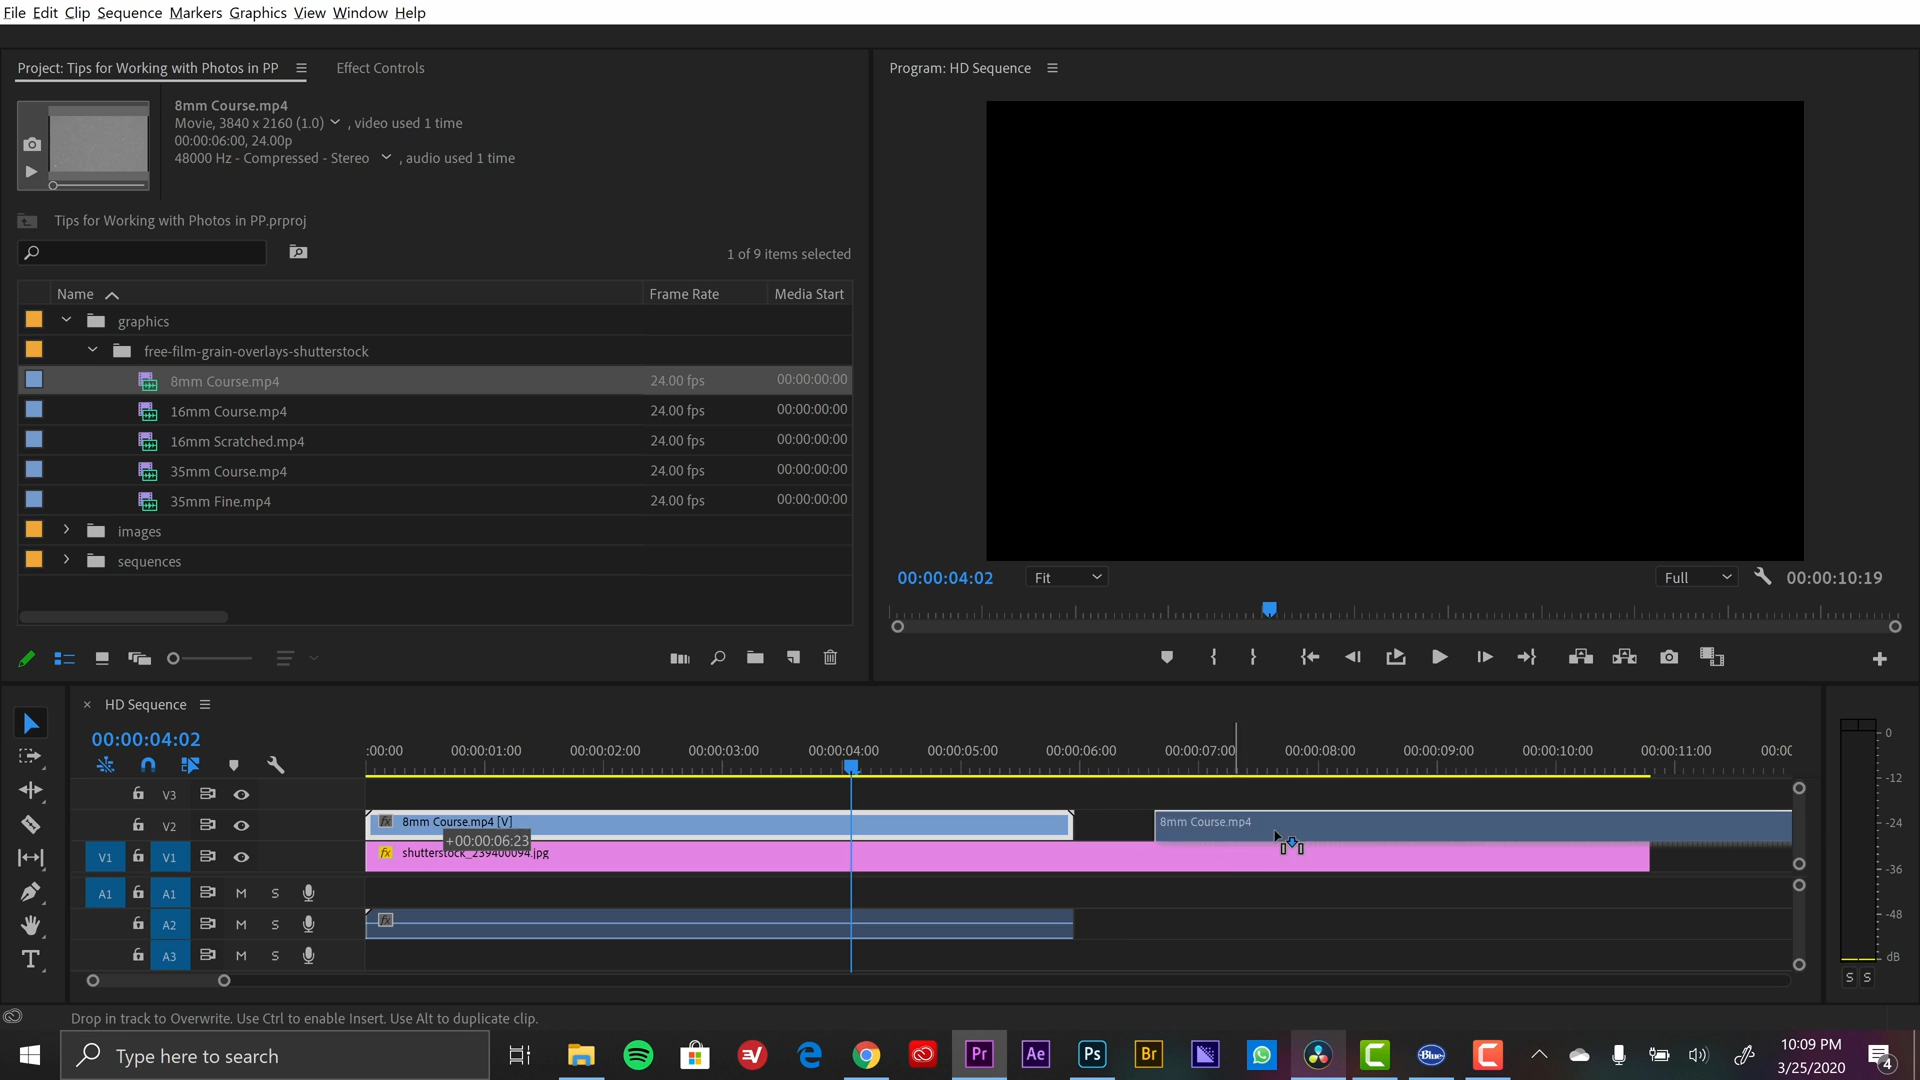 File Edit Clip Sequence Markers Graphics View Window Help
Project: Tips for Working with Photos in PP
Effect Controls
Program: HD Sequence
8mm Course.mp4
Movie, 3840 x 2160 (1.0) , video used 1 time
00:00:06:00, 24.00p
48000 Hz - Compressed - Stereo , audio used 1 time
Tips for Working with Photos in PP.prproj
1 of 9 items selected
Name Frame Rate Media Start
graphics
free-film-grain-overlays-shutterstock
8mm Course.mp4 24.00 fps 00:00:00:00
16mm Course.mp4 24.00 fps 00:00:00:00
16mm Scratched.mp4 24.00 fps 00:00:00:00
35mm Course.mp4 24.00 fps 00:00:00:00
35mm Fine.mp4 24.00 fps 00:00:00:00
images
sequences
00:00:04:02 Fit Full 00:00:10:19
HD Sequence
00:00:04:02
:00:00 00:00:01:00 00:00:02:00 00:00:03:00 00:00:04:00 00:00:05:00 00:00:06:00 00:00:07:00 00:00:08:00 00:00:09:00 00:00:10:00 00:00:11:00 00:00
V3
V2 fx 8mm Course.mp4 [V] 8mm Course.mp4
+00:00:06:23
V1 V1 fx shutterstock_239400094.jpg
A1 A1 M S
A2 M S fx
A3 M S
0
-12
-24
-36
-48
dB
S S
Drop in track to Overwrite. Use Ctrl to enable Insert. Use Alt to duplicate clip.
Type here to search
Pr Ae Ps Br Blue
10:09 PM
3/25/2020
4